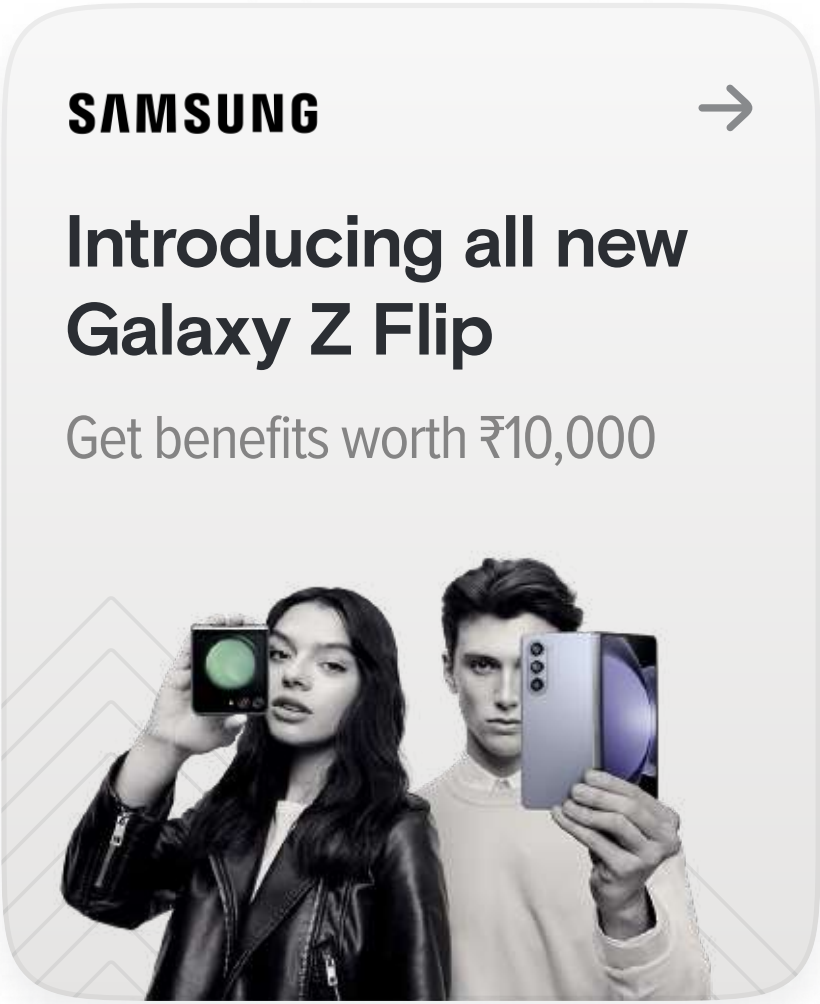 SAMSUNG
Introducing all new
Galaxy Z Flip
Get benefits worth ₹10,000